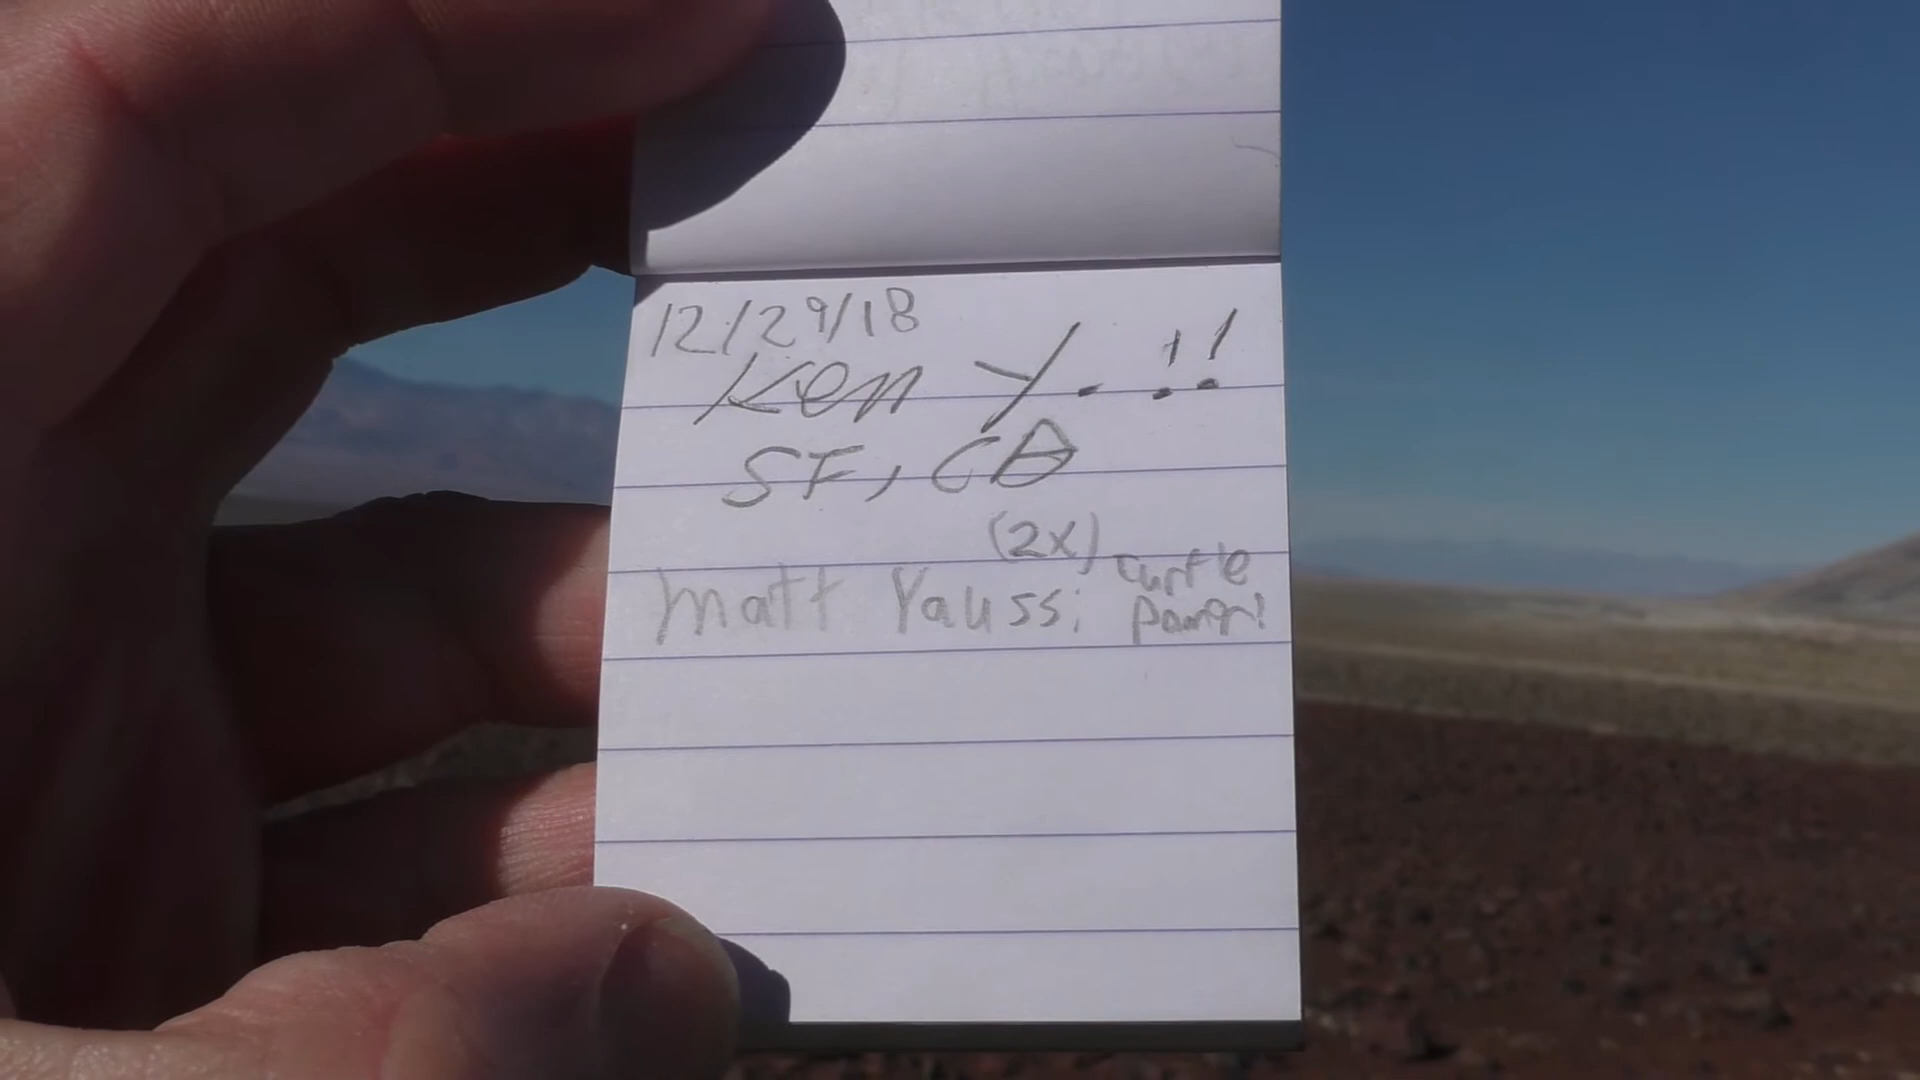 12/29/18
Ken Y. !!
SF, CA
(2x)
Matt Yauss; Turtle
Power!